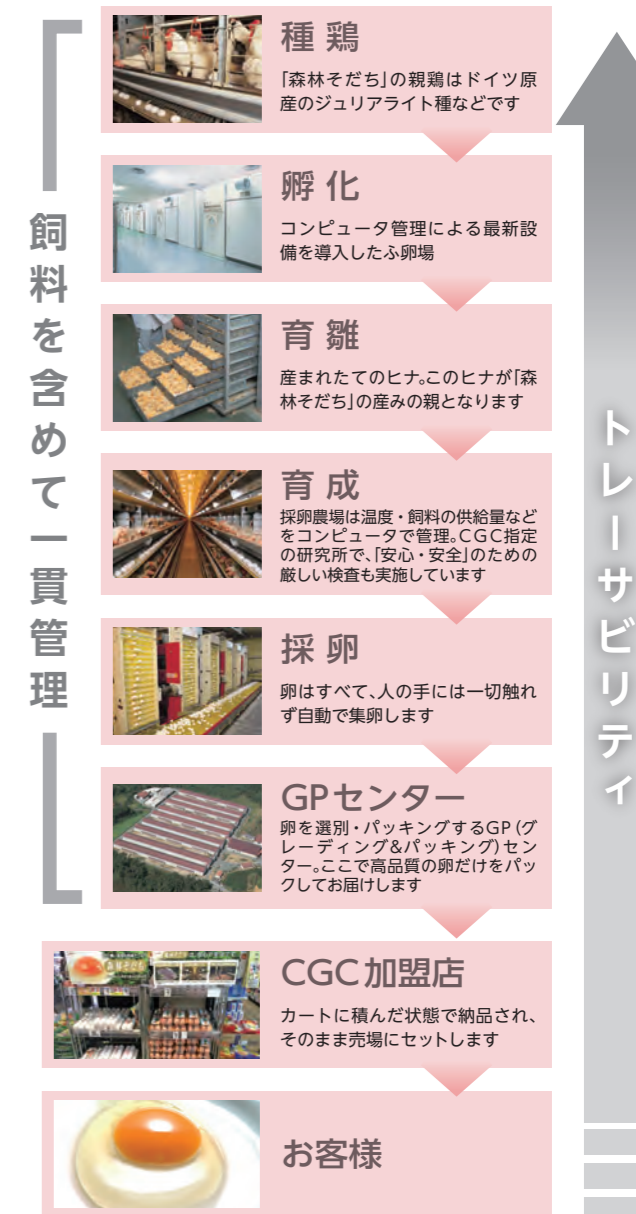 種鶏
「森林そだち」の親鶏はドイツ原
産のジュリアライト種などです
孵化
コンピュータ管理による最新設
備を導入したふ卵場
育雛
産まれたてのヒナ。このヒナが「森
林そだち」の産みの親となります
育成
採卵農場は温度・飼料の供給量など
をコンピュータで管理。CGC指定
の研究所で、「安心・安全」のための
厳しい検査も実施しています
採卵
卵はすべて、人の手には一切触れ
ず自動で集卵します
GPセンター
卵を選別・パッキングするGP(グ
レーディング&パッキング)セン
ター。ここで高品質の卵だけをパッ
クしてお届けします
CGC加盟店
カートに積んだ状態で納品され、
そのまま売場にセットします
お客様
飼料を含めて一貫管理
トレーサビリティ